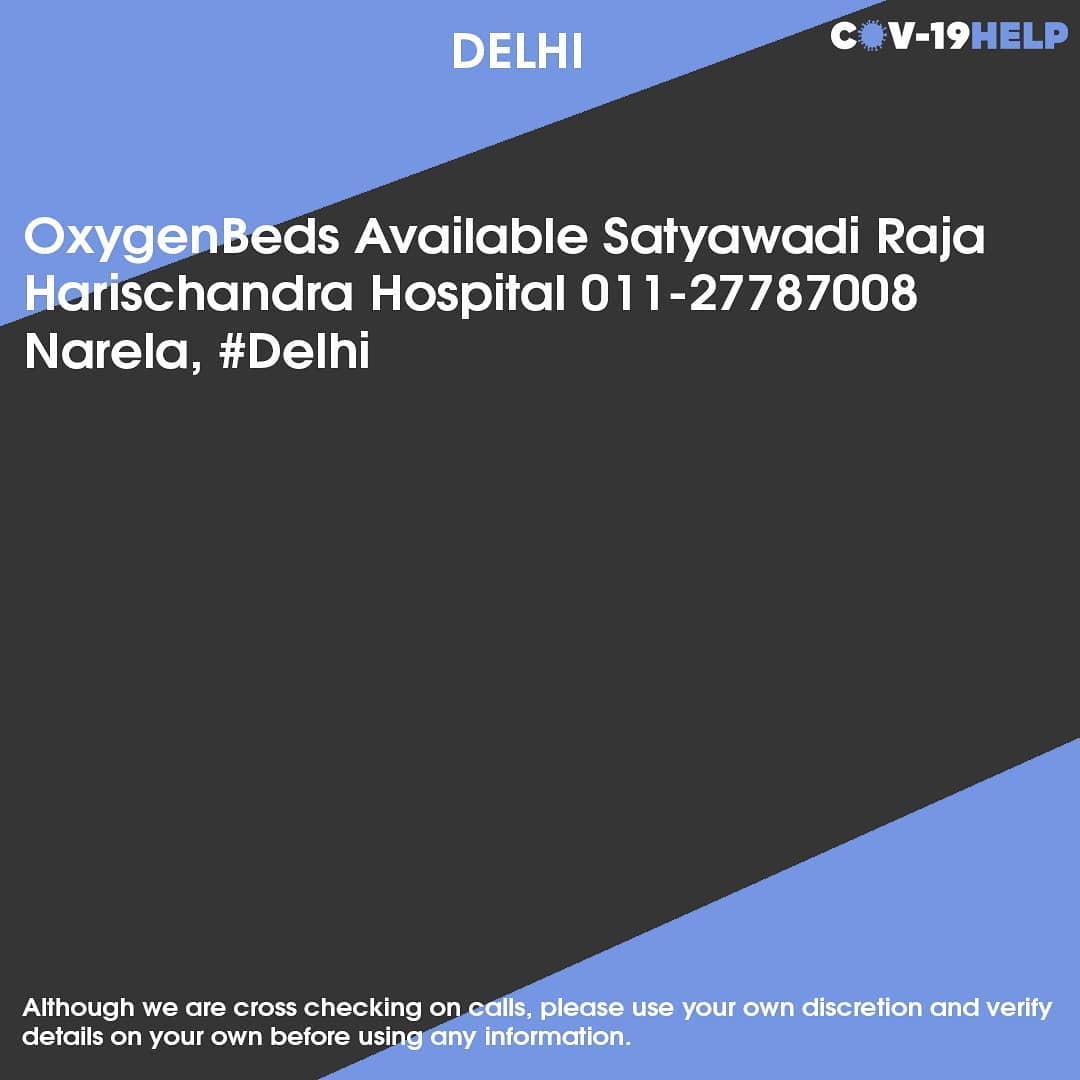 DELHI
COV-19HELP
OxygenBeds Available Satyawadi Raja
Harischandra Hospital 011-27787008
Narela, #Delhi
Although we are cross checking on calls, please use your own discretion and verify
details on your own before using any information.